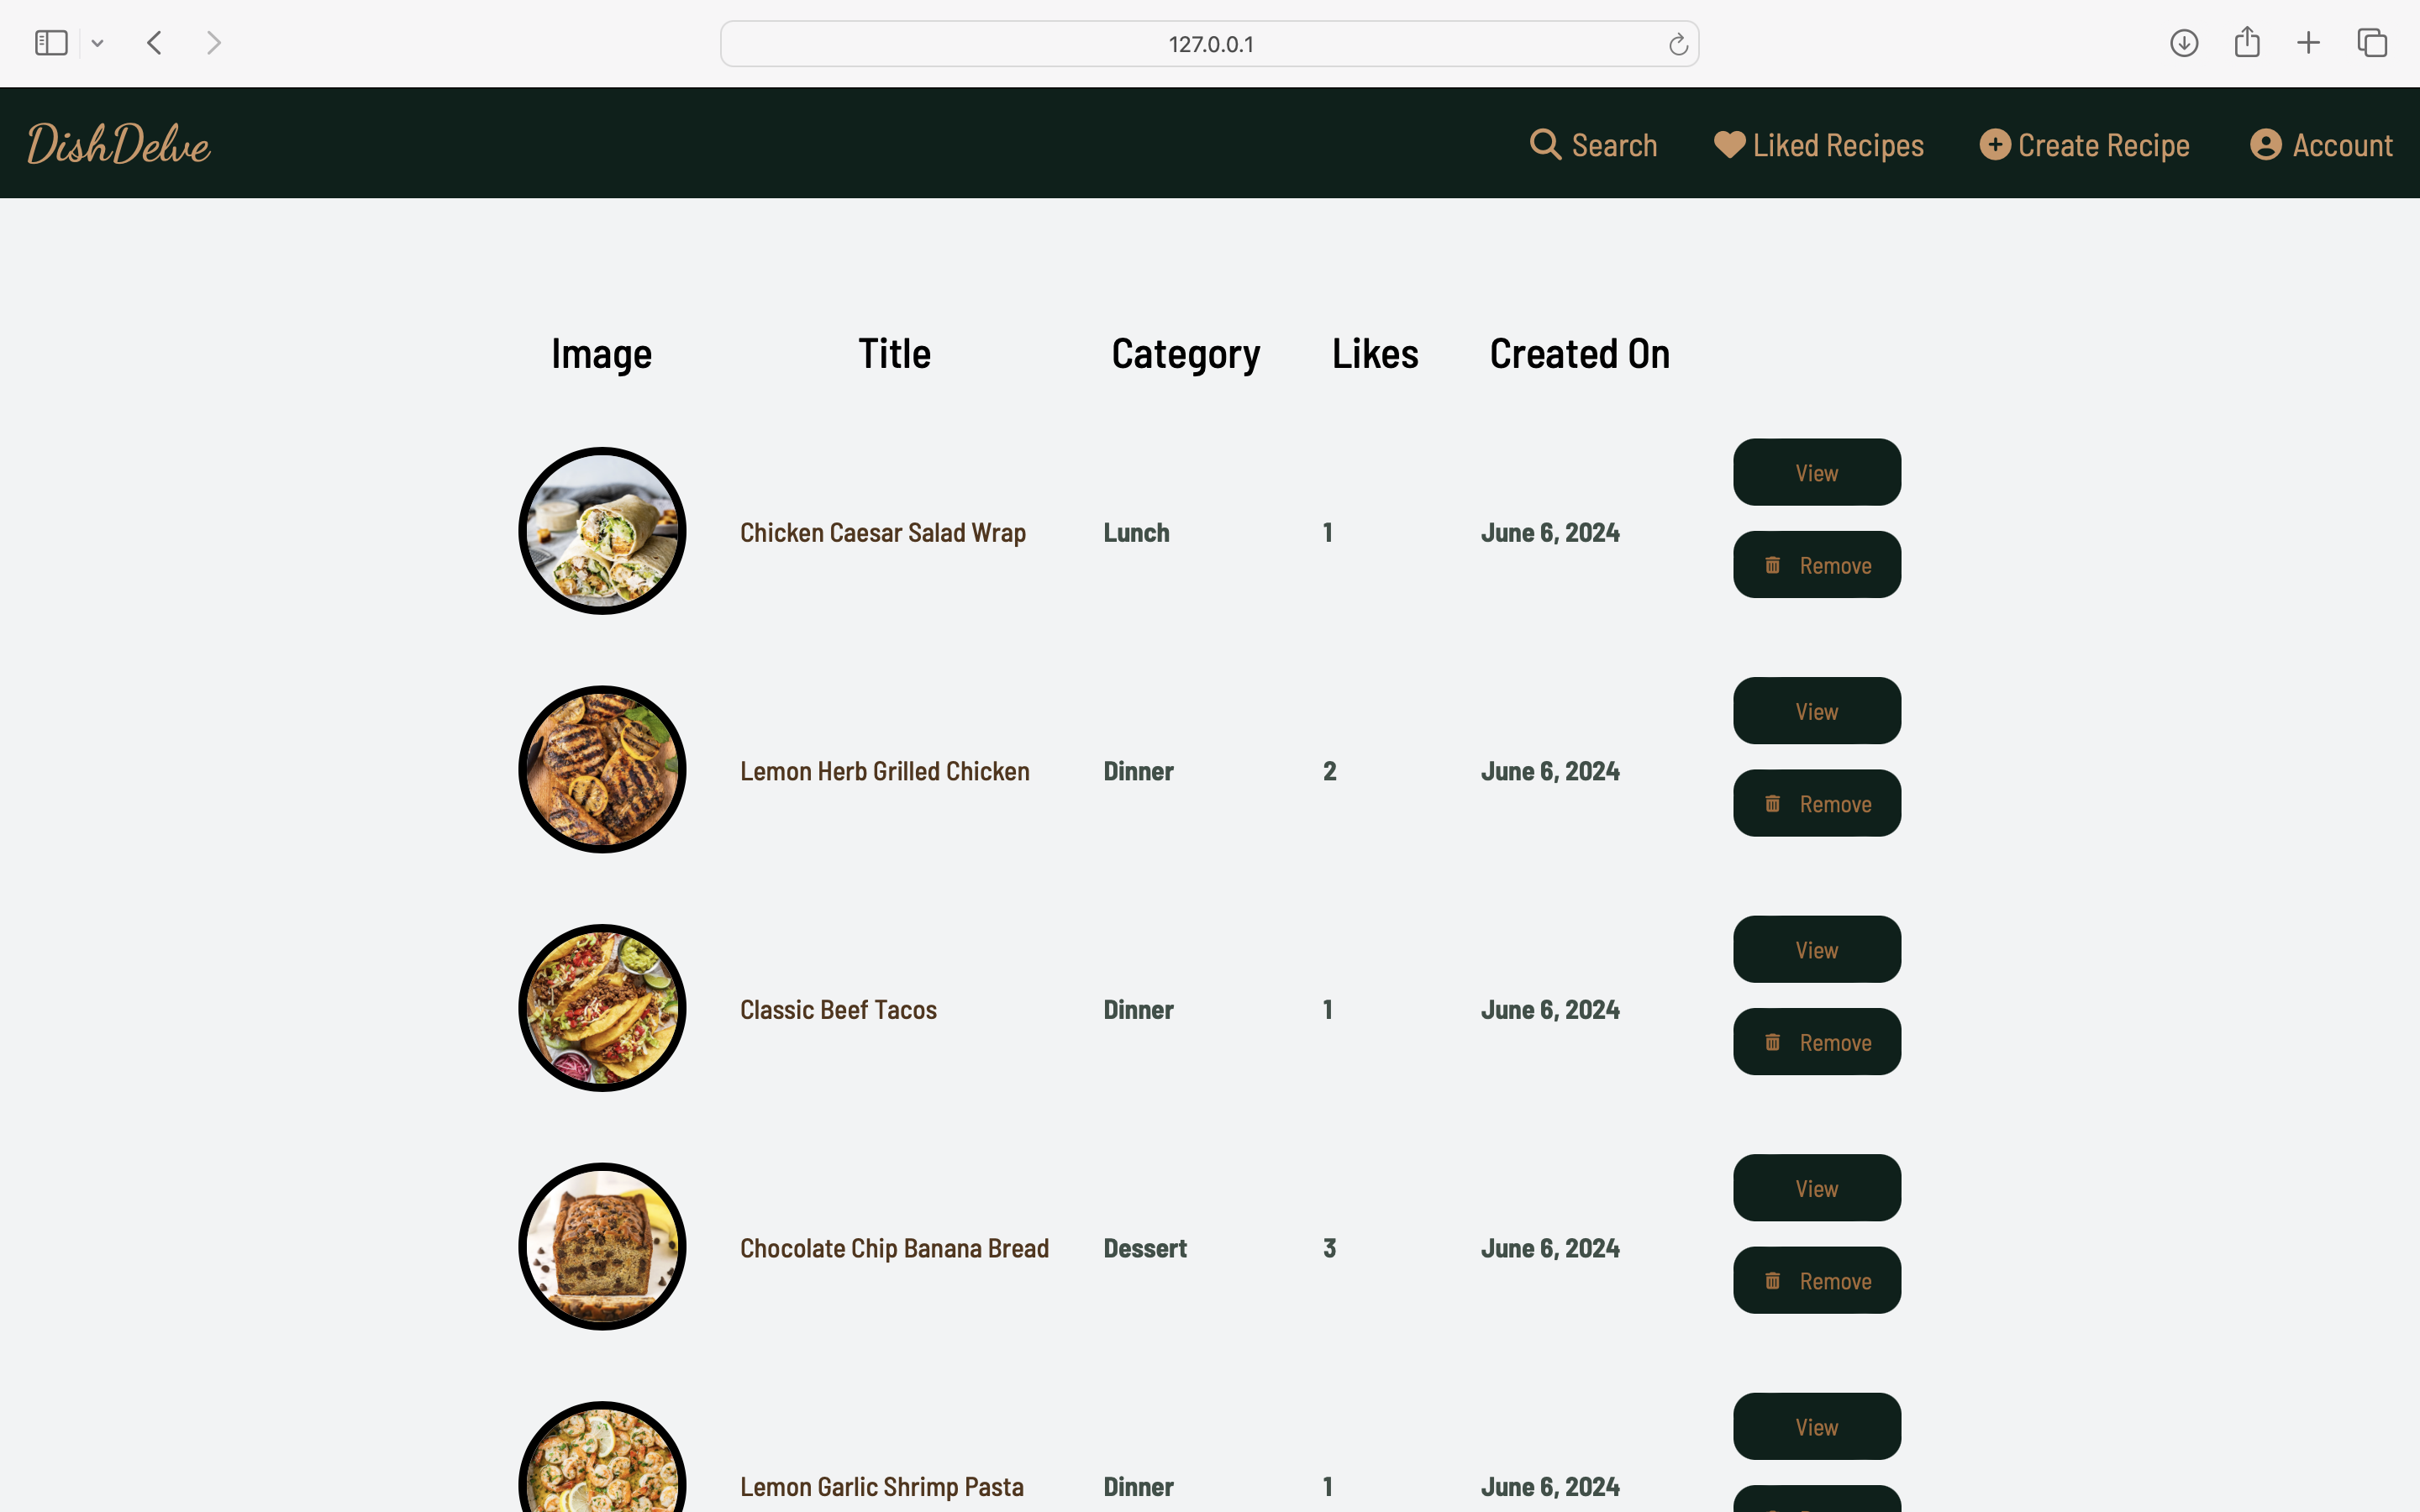 127.0.0.1
DishDelve Search Liked Recipes Create Recipe Account
Image Title Category Likes Created On
View
Chicken Caesar Salad Wrap Lunch 1 June 6, 2024
Remove
View
Lemon Herb Grilled Chicken Dinner 2 June 6, 2024
Remove
View
Classic Beef Tacos Dinner 1 June 6, 2024
Remove
View
Chocolate Chip Banana Bread Dessert 3 June 6, 2024
Remove
View
Lemon Garlic Shrimp Pasta Dinner 1 June 6, 2024